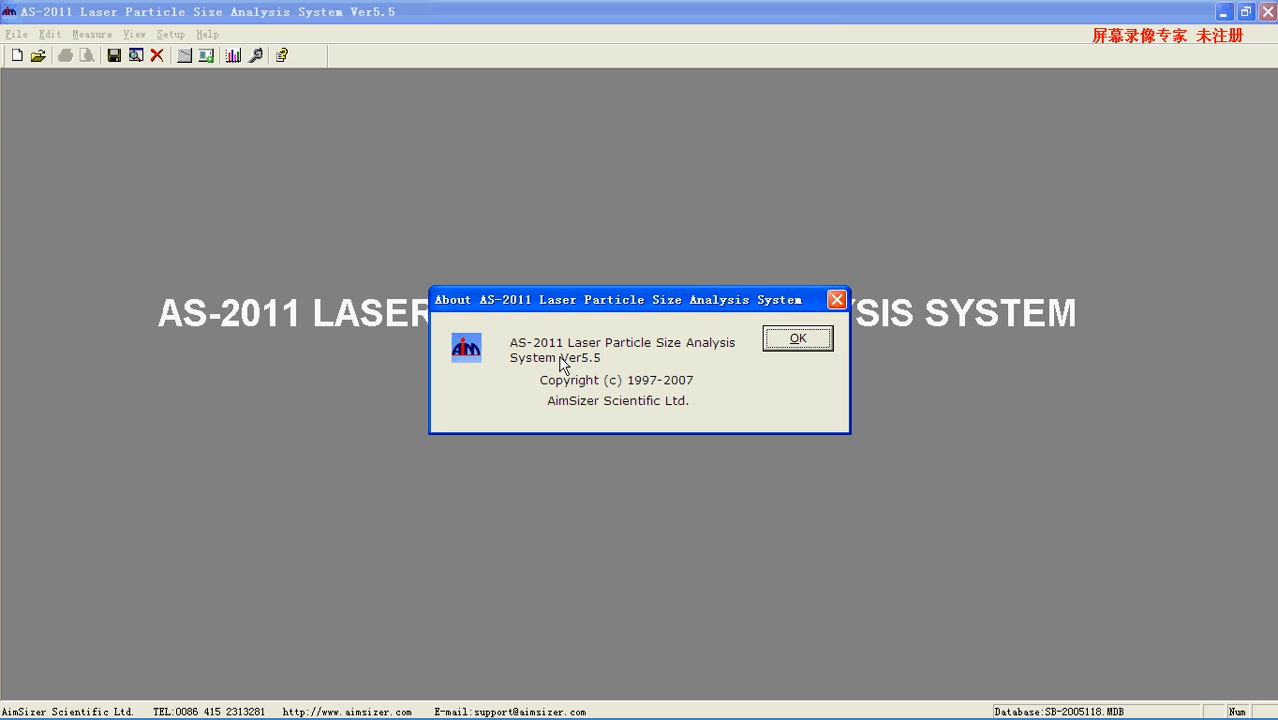 AS-2011 Laser Particle Size Analysis System Ver5.5
File Edit Measure View Setup Help
屏幕录像专家 未注册
AS-2011 LASER
YSIS SYSTEM
About AS-2011 Laser Particle Size Analysis System
AIM
AS-2011 Laser Particle Size Analysis
System Ver5.5
Copyright (c) 1997-2007
AimSizer Scientific Ltd.
OK
AimSizer Scientific Ltd. TEL:0086 415 2313281 http://www.aimsizer.com E-mail:support@aimsizer.com Database:SB-2005118.MDB Num